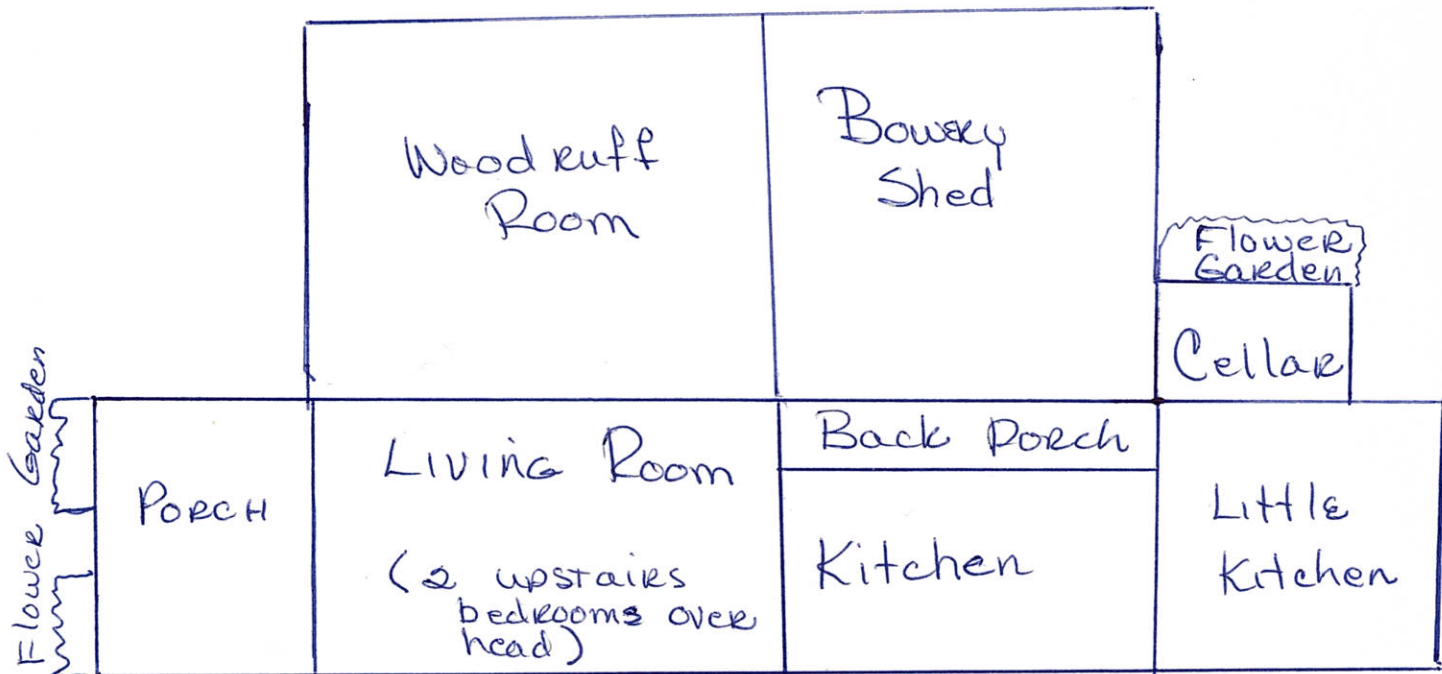 Woodruff
Room
Bowery
Shed
Flower
Garden
Cellar
Flower Garden
Porch
Living Room
(2 upstairs
bedrooms over
head)
Back Porch
Kitchen
Little
Kitchen